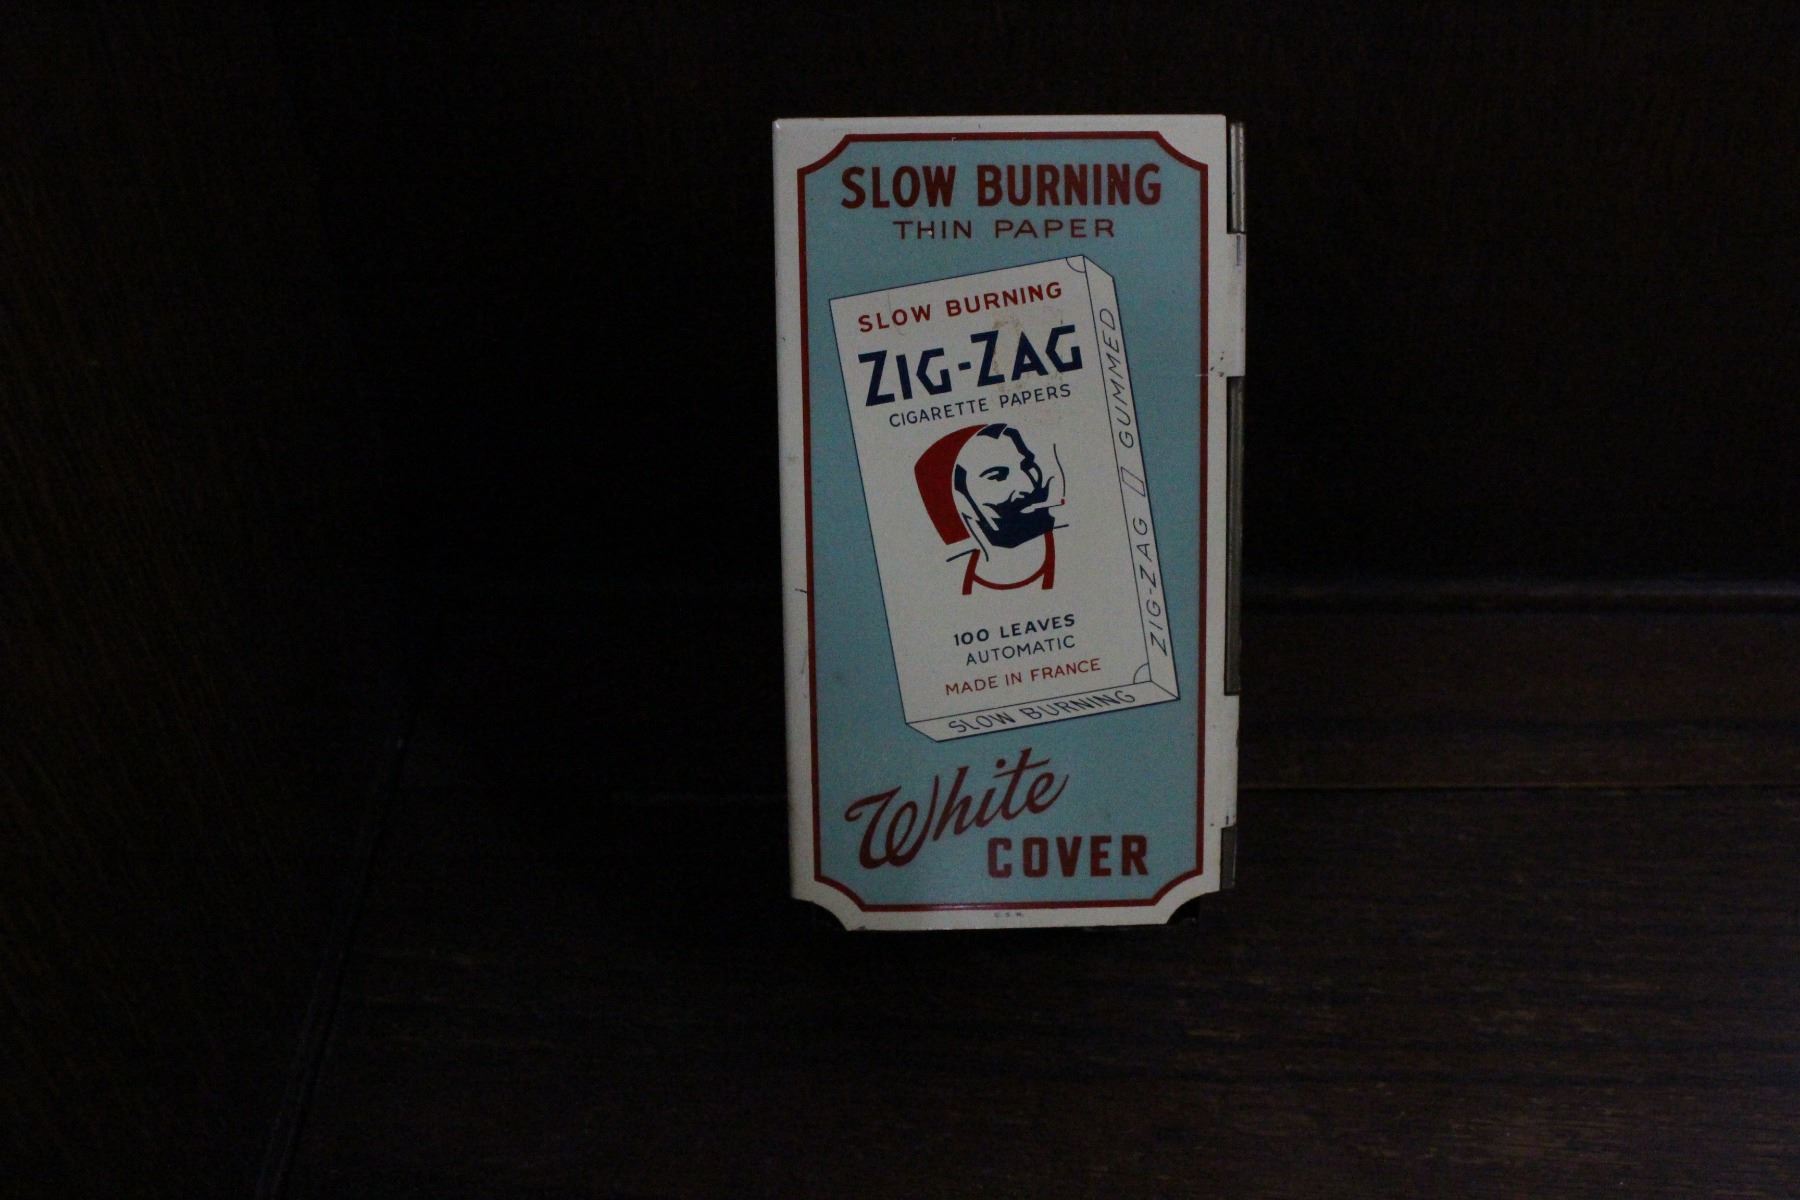 SLOW BURNING
THIN PAPER
SLOW BURNING
ZIG-ZAG
CIGARETTE PAPERS
100 LEAVES
AUTOMATIC
MADE IN FRANCE
SLOW BURNING
ZIG-ZAG GUMMED
White
COVER